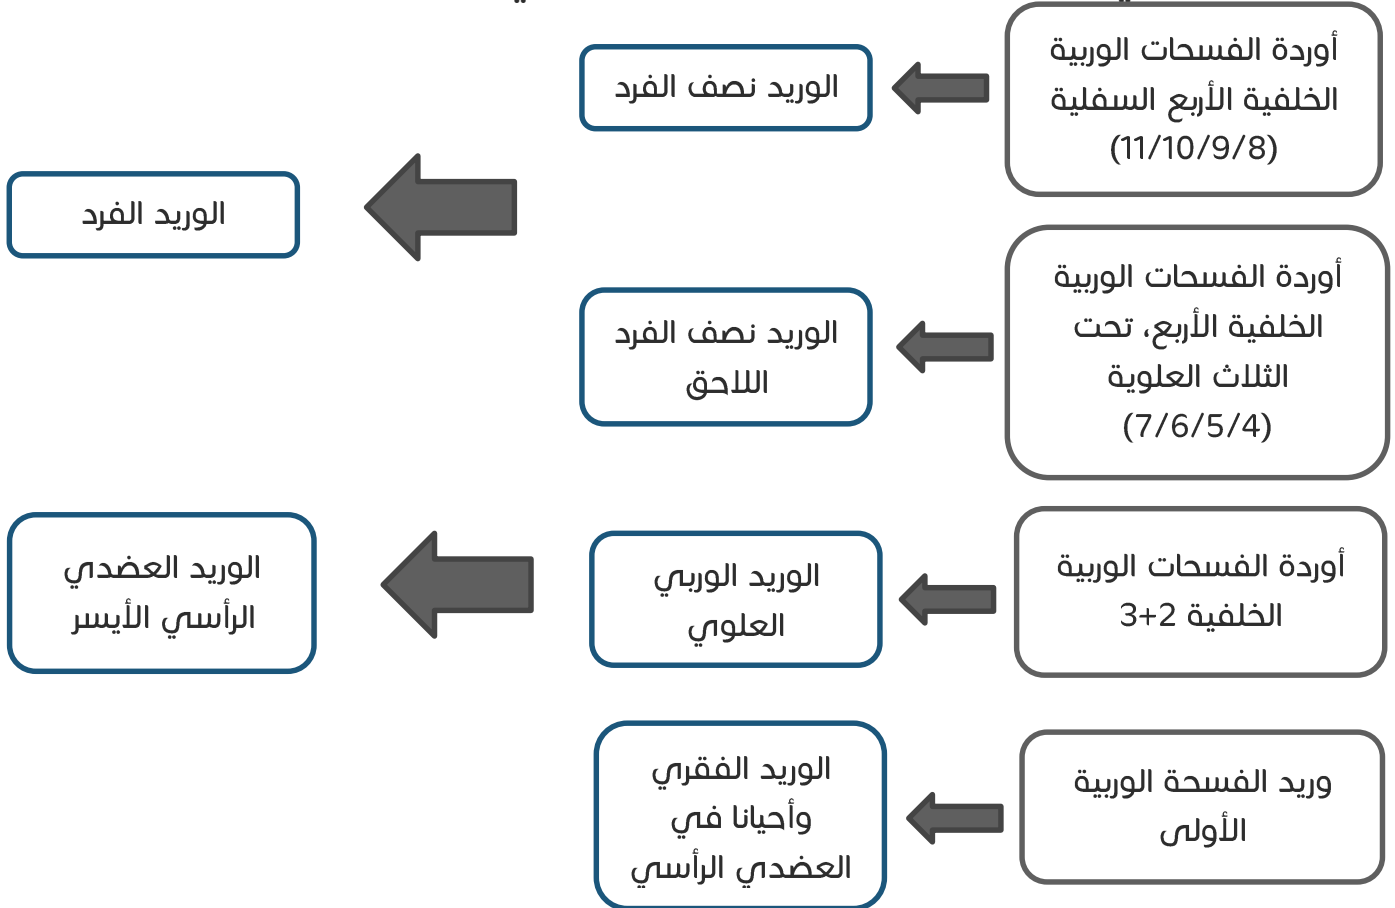 أوردة الفسحات الوربية
الخلفية الأربع السفلية
(11/10/9/8)
الوريد نصف الفرد
الوريد الفرد
أوردة الفسحات الوربية
الخلفية الأربع، تحت
الثلاث العلوية
(7/6/5/4)
الوريد نصف الفرد
اللاحق
أوردة الفسحات الوربية
الخلفية 2+3
الوريد الوربي
العلوي
الوريد العضدي
الرأسي الأيسر
وريد الفسحة الوربية
الأولى
الوريد الفقري
وأحيانا في
العضدي الرأسي